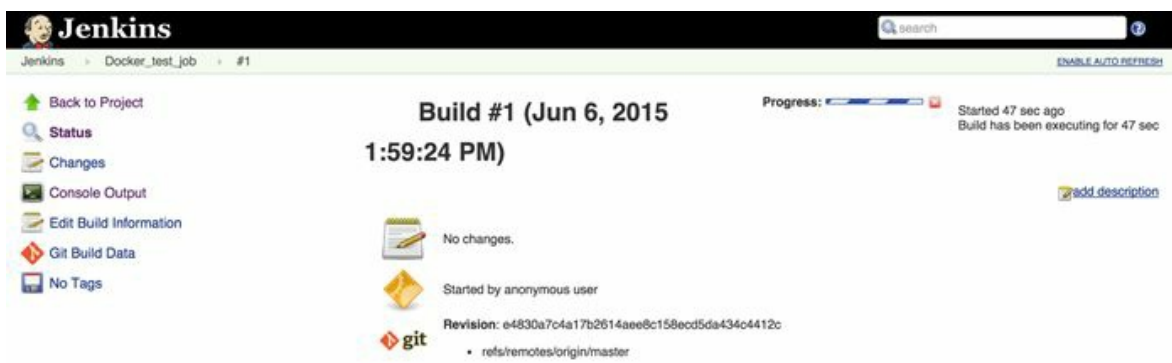 Jenkins
search
Jenkins
Docker_test_job
#1
ENABLE AUTO REFRESH
Back to Project
Status
Changes
Console Output
Edit Build Information
Git Build Data
No Tags
Build #1 (Jun 6, 2015
1:59:24 PM)
Progress:
Started 47 sec ago
Build has been executing for 47 sec
add description
No changes.
Started by anonymous user
git
Revision: e4830a7c4a17b2614aee8c158ecd5da434c4412c
refs/remotes/origin/master